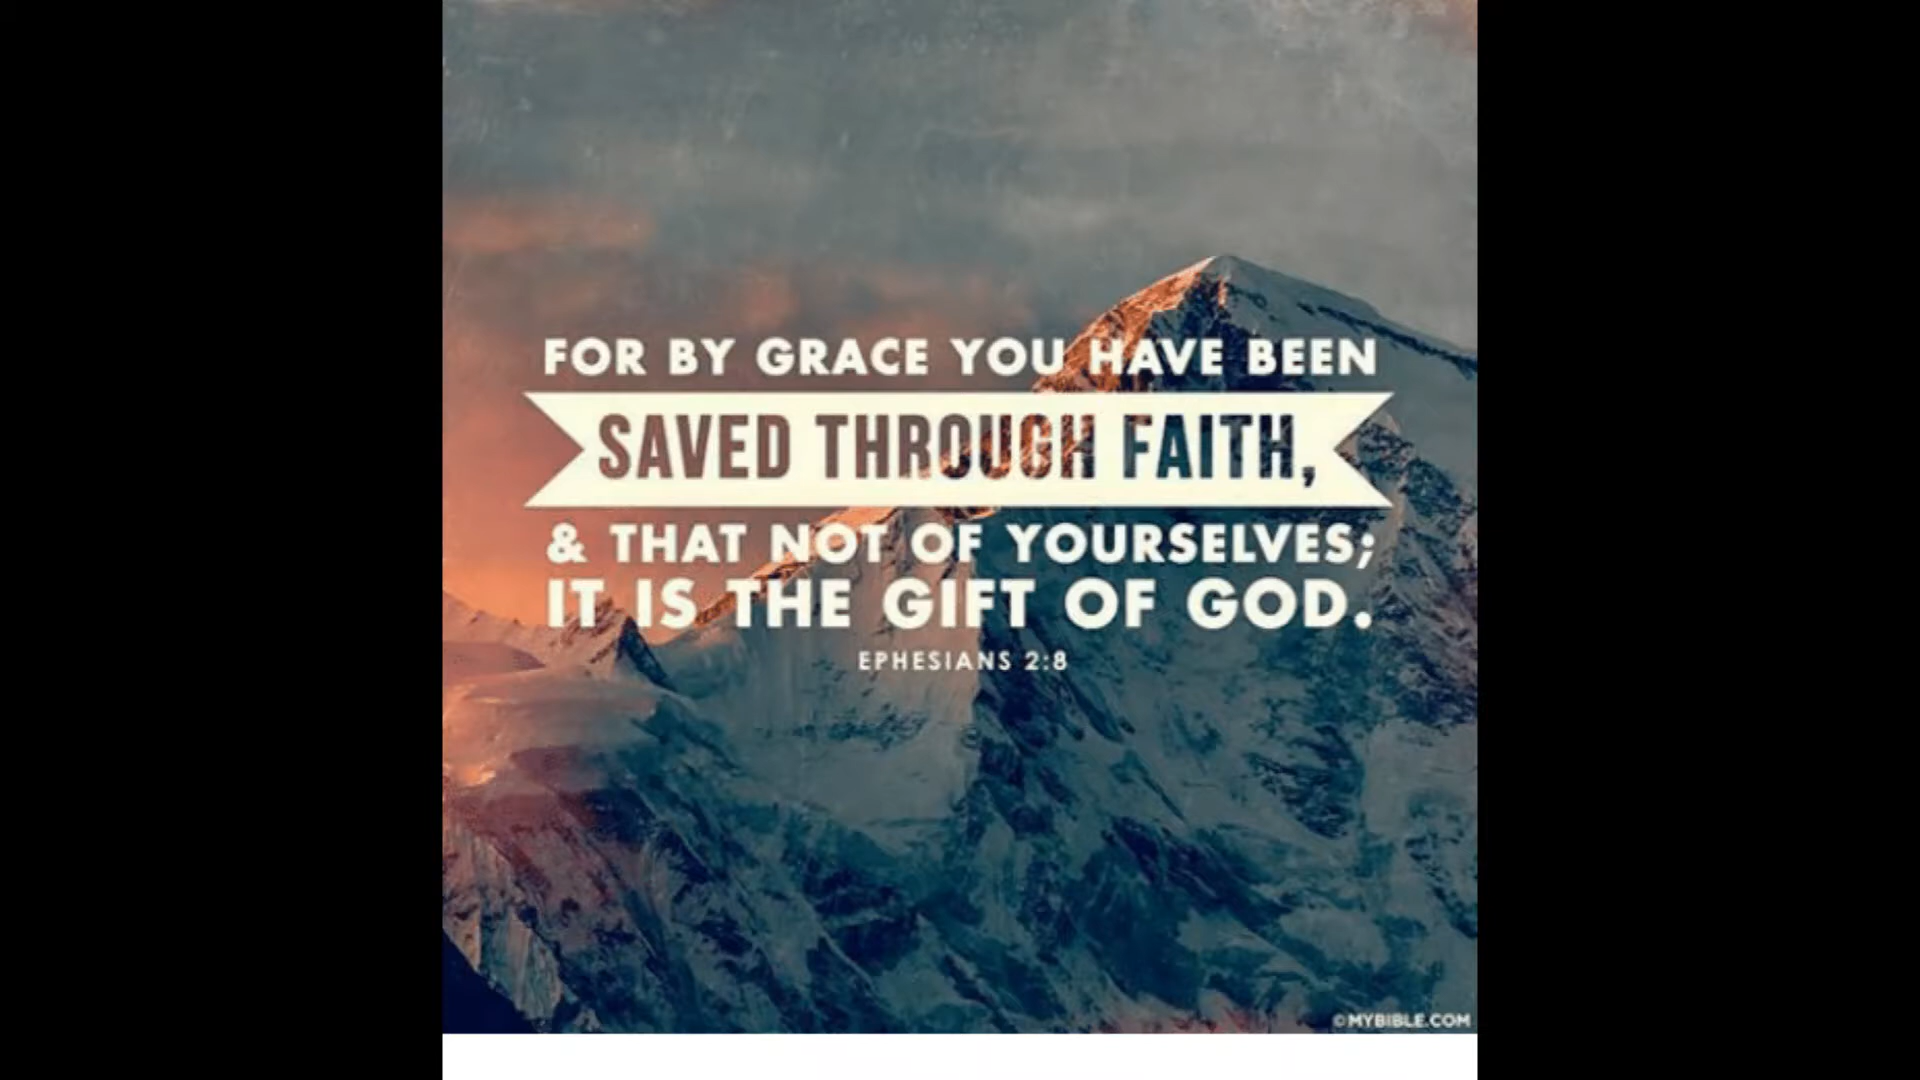 FOR BY GRACE YOU HAVE BEEN
SAVED THROUGH FAITH,
& THAT NOT OF YOURSELVES;
IT IS THE GIFT OF GOD.
EPHESIANS 2:8
©MYBIBLE.COM